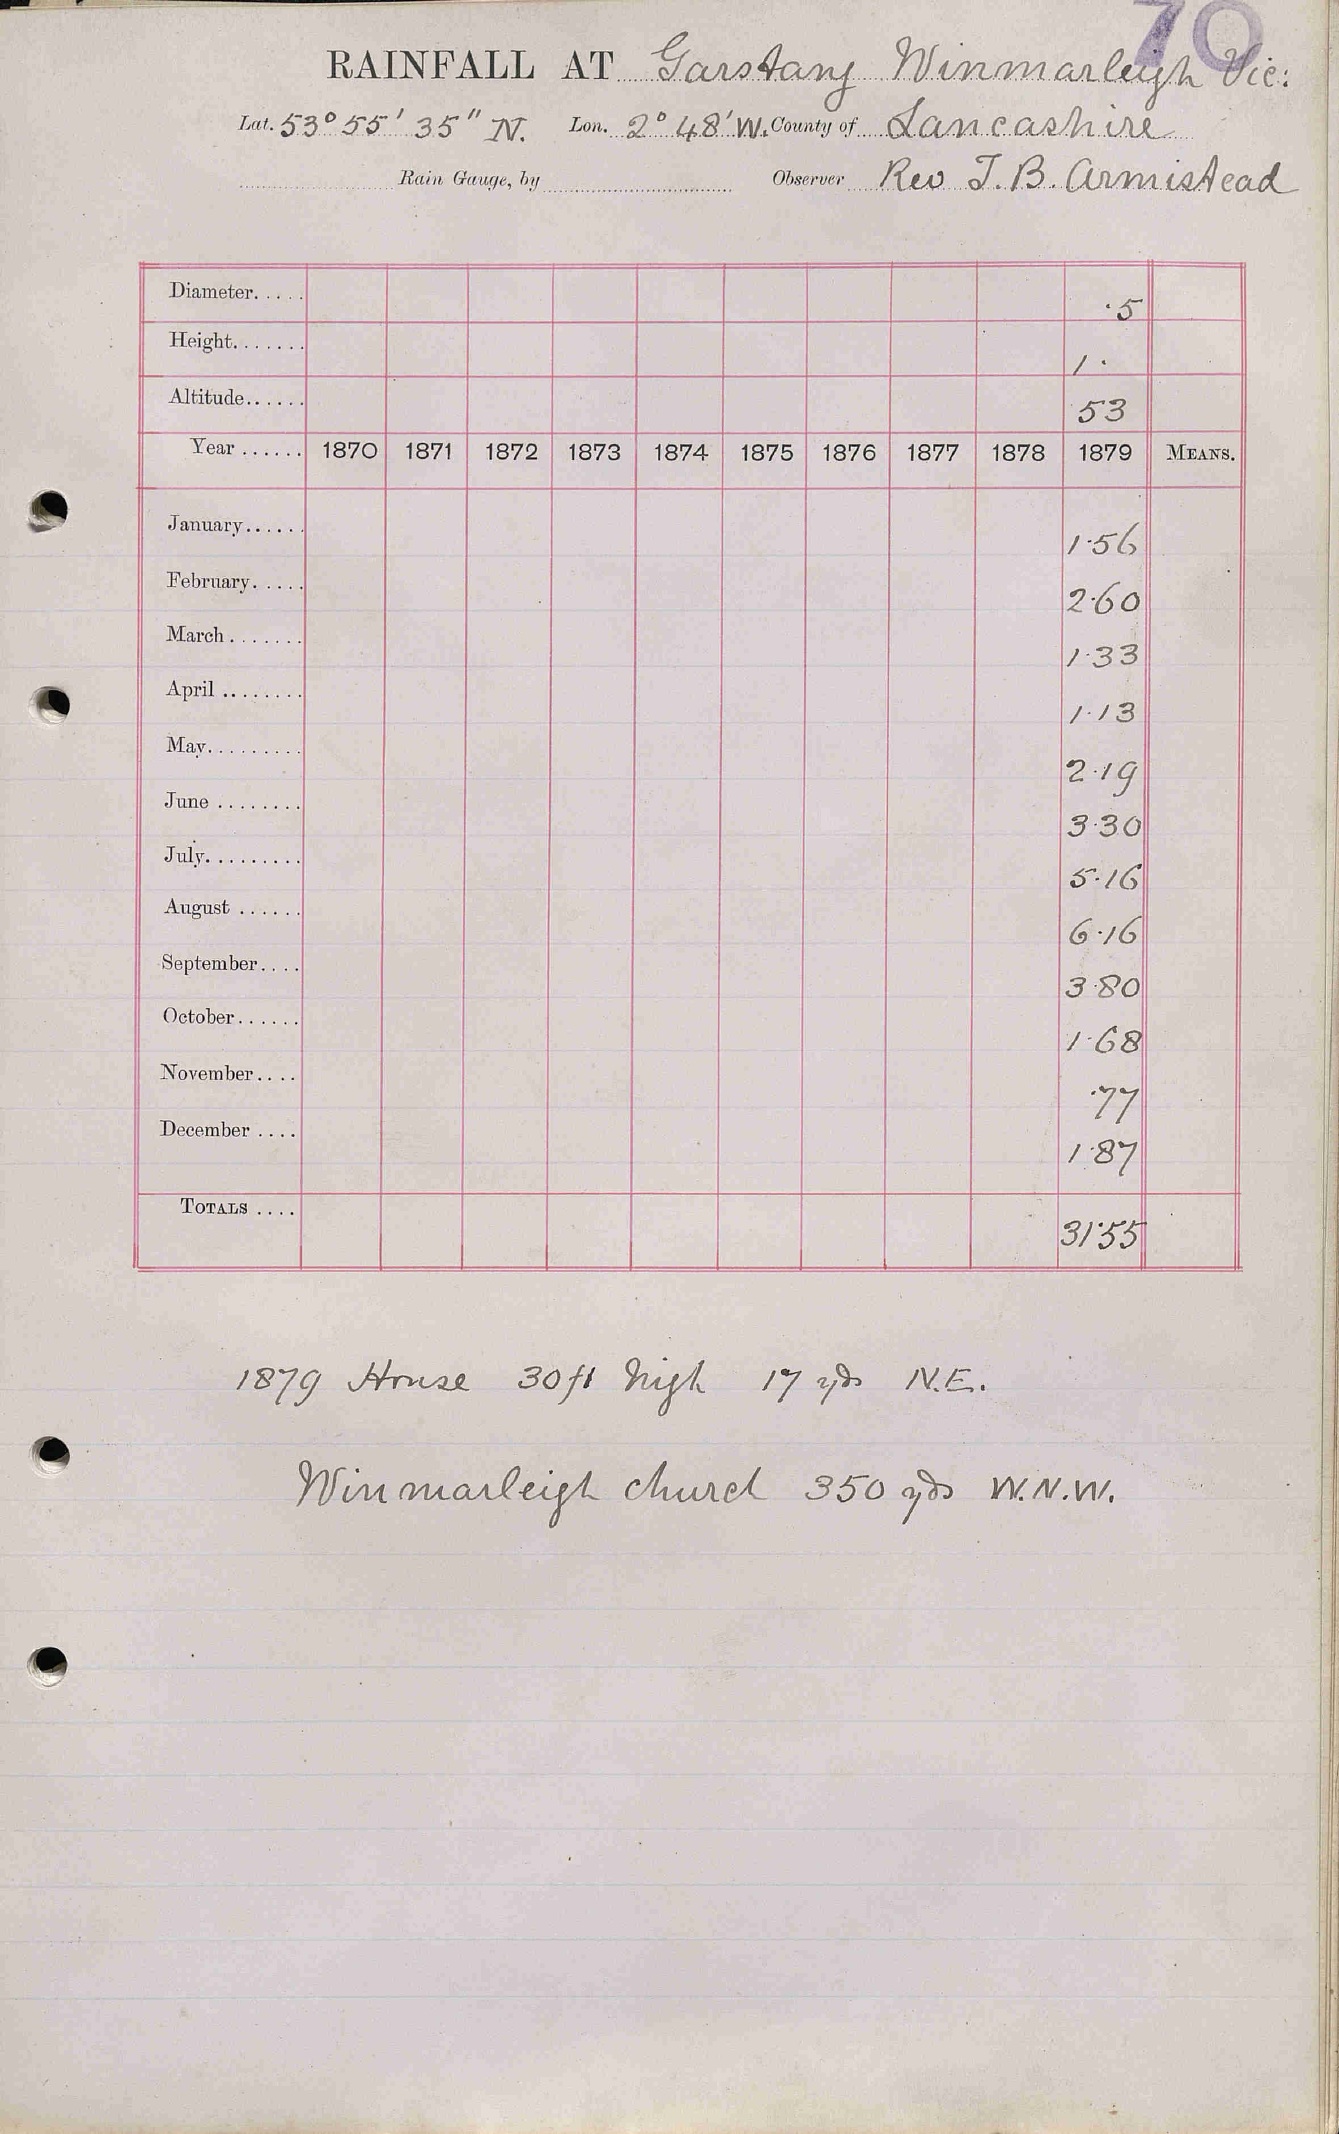 70
RAINFALL AT Garstang Winmarleigh Vic:
Lat. 53° 55' 35" N. Lon. 2° 48' W. County of Lancashire
Rain Gauge, by Observer Rev T. B. Armistead
Diameter..... ·5
Height....... 1 ·
Altitude...... 53
Year ...... 1870 1871 1872 1873 1874 1875 1876 1877 1878 1879 MEANS.
January...... 1·56
February..... 2·60
March ....... 1·33
April ........ 1·13
May......... 2·19
June ........ 3·30
July......... 5·16
August ...... 6·16
September.... 3·80
October...... 1·68
November.... ·77
December .... 1·87
TOTALS .... 31·55
1879 House 30 ft high 17 yds N.E.
Winmarleigh church 350 yds W.N.W.